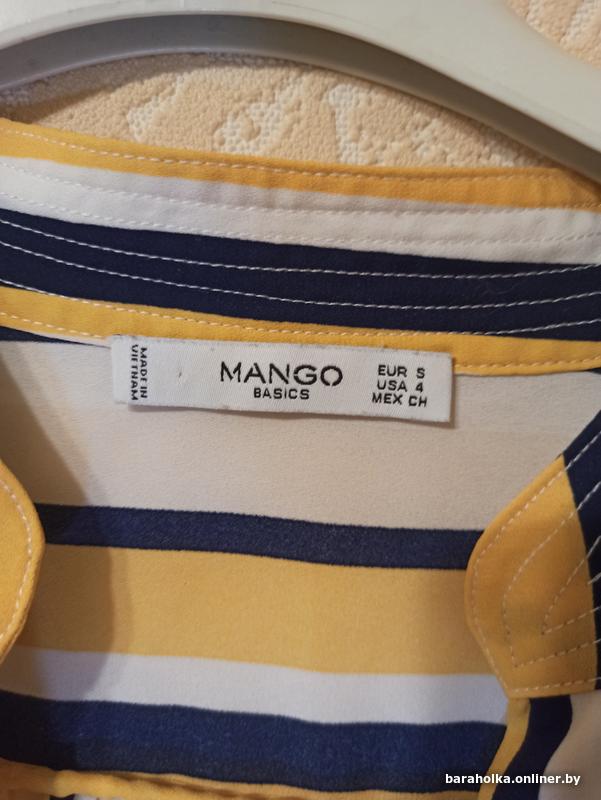 MADE IN
VIETNAM
MANGO
BASICS
EUR S
USA 4
MEX CH
baraholka.onliner.by